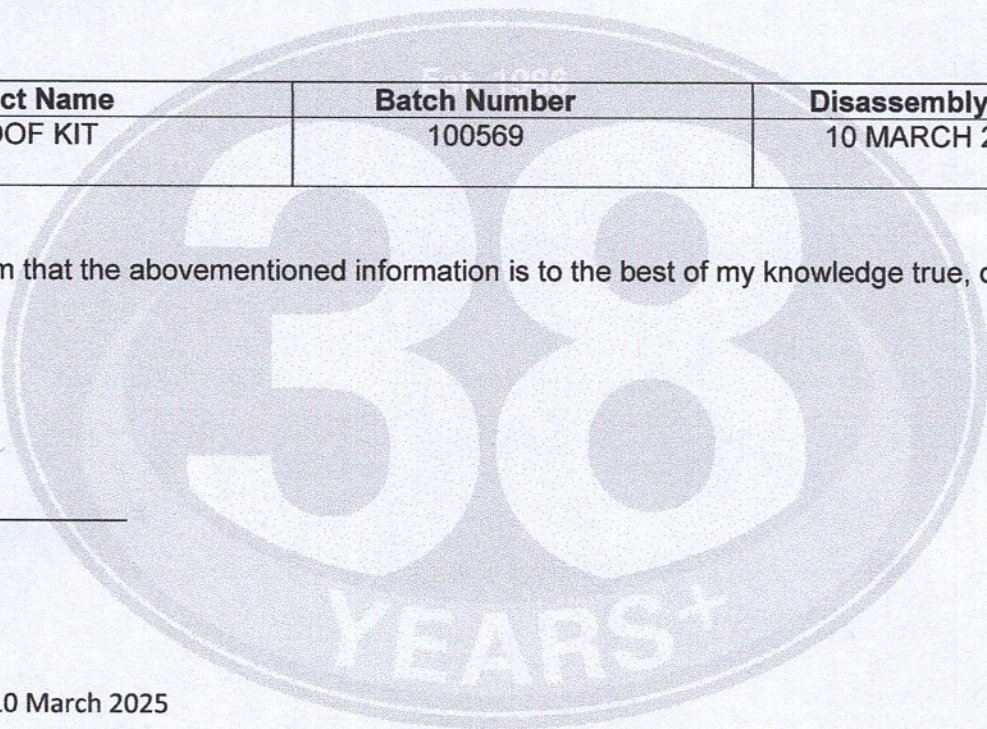 Est. 1986
ct Name Batch Number Disassembly
OOF KIT 100569 10 MARCH 2
m that the abovementioned information is to the best of my knowledge true, c
38
YEARS+
10 March 2025